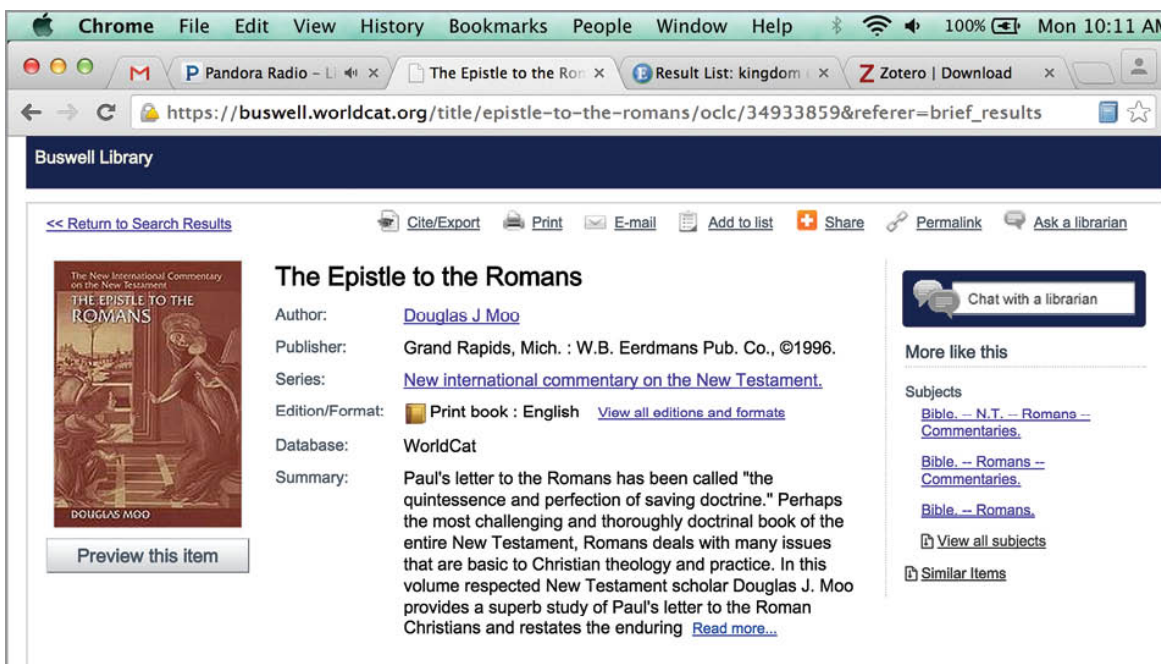 Chrome File Edit View History Bookmarks People Window Help 100% Mon 10:11 AM
P Pandora Radio – Li × The Epistle to the Rom × Result List: kingdom × Z Zotero | Download ×
https://buswell.worldcat.org/title/epistle-to-the-romans/oclc/34933859&referer=brief_results
Buswell Library
<< Return to Search Results Cite/Export Print E-mail Add to list Share Permalink Ask a librarian
The New International Commentary
on the New Testament
THE EPISTLE TO THE
ROMANS
DOUGLAS MOO
Preview this item
The Epistle to the Romans
Author: Douglas J Moo
Publisher: Grand Rapids, Mich. : W.B. Eerdmans Pub. Co., ©1996.
Series: New international commentary on the New Testament.
Edition/Format: Print book : English View all editions and formats
Database: WorldCat
Summary: Paul's letter to the Romans has been called "the
quintessence and perfection of saving doctrine." Perhaps
the most challenging and thoroughly doctrinal book of the
entire New Testament, Romans deals with many issues
that are basic to Christian theology and practice. In this
volume respected New Testament scholar Douglas J. Moo
provides a superb study of Paul's letter to the Roman
Christians and restates the enduring Read more...
Chat with a librarian
More like this
Subjects
Bible. -- N.T. -- Romans --
Commentaries.
Bible. -- Romans --
Commentaries.
Bible. -- Romans.
View all subjects
Similar Items